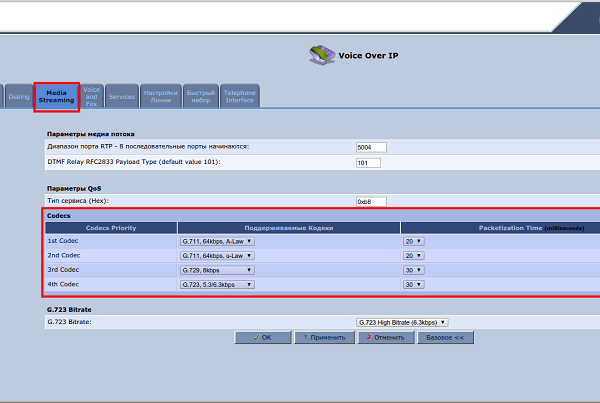 Voice Over IP
Dialing
Media Streaming
Voice and Fax
Services
Настройки Линии
Быстрый набор
Telephone Interface
Параметры медиа потока
Диапазон порта RTP - 8 последовательные порты начинаются: 5004
DTMF Relay RFC2833 Payload Type (default value 101): 101
Параметры QoS
Тип сервиса (Hex): 0xb8
Codecs
Codecs Priority Поддерживаемые Кодеки Packetization Time (milliseconds)
1st Codec G.711, 64kbps, A-Law 20
2nd Codec G.711, 64kbps, u-Law 20
3rd Codec G.729, 8kbps 30
4th Codec G.723, 5.3/6.3kbps 30
G.723 Bitrate
G.723 Bitrate: G.723 High Bitrate (6.3kbps)
OK Применить Отменить Базовое <<